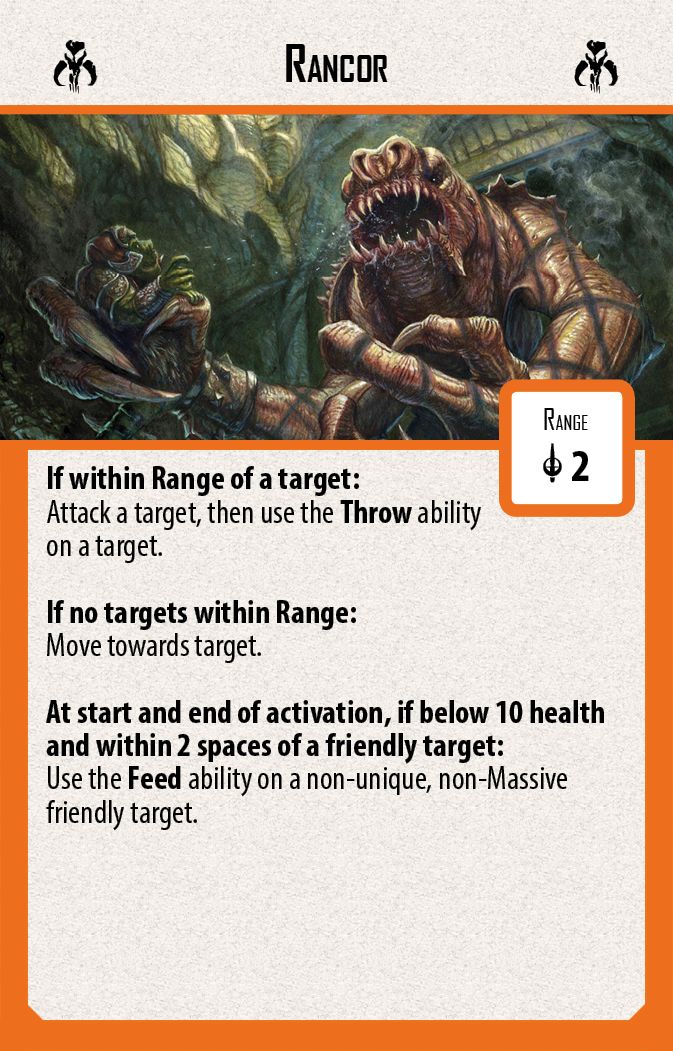 Rancor
Range
2
If within Range of a target:
Attack a target, then use the Throw ability
on a target.
If no targets within Range:
Move towards target.
At start and end of activation, if below 10 health
and within 2 spaces of a friendly target:
Use the Feed ability on a non-unique, non-Massive
friendly target.